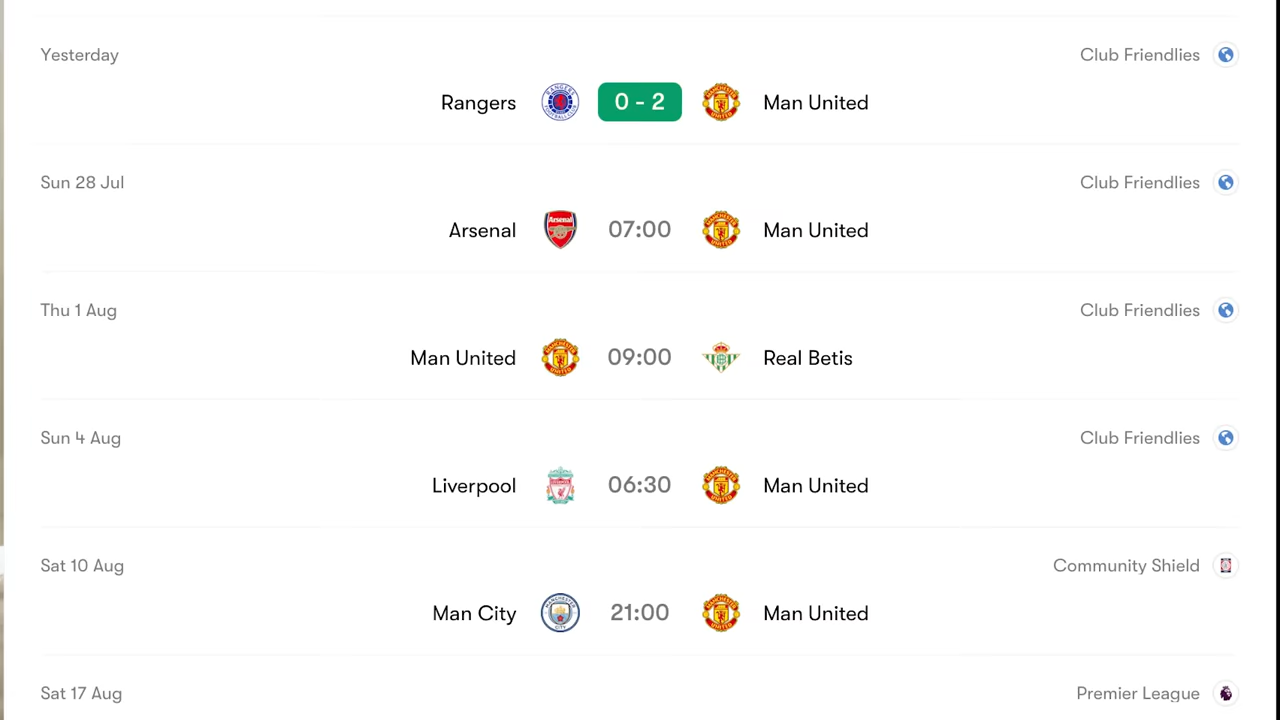 Yesterday Club Friendlies
Rangers 0 - 2 Man United
Sun 28 Jul Club Friendlies
Arsenal 07:00 Man United
Thu 1 Aug Club Friendlies
Man United 09:00 Real Betis
Sun 4 Aug Club Friendlies
Liverpool 06:30 Man United
Sat 10 Aug Community Shield
Man City 21:00 Man United
Sat 17 Aug Premier League